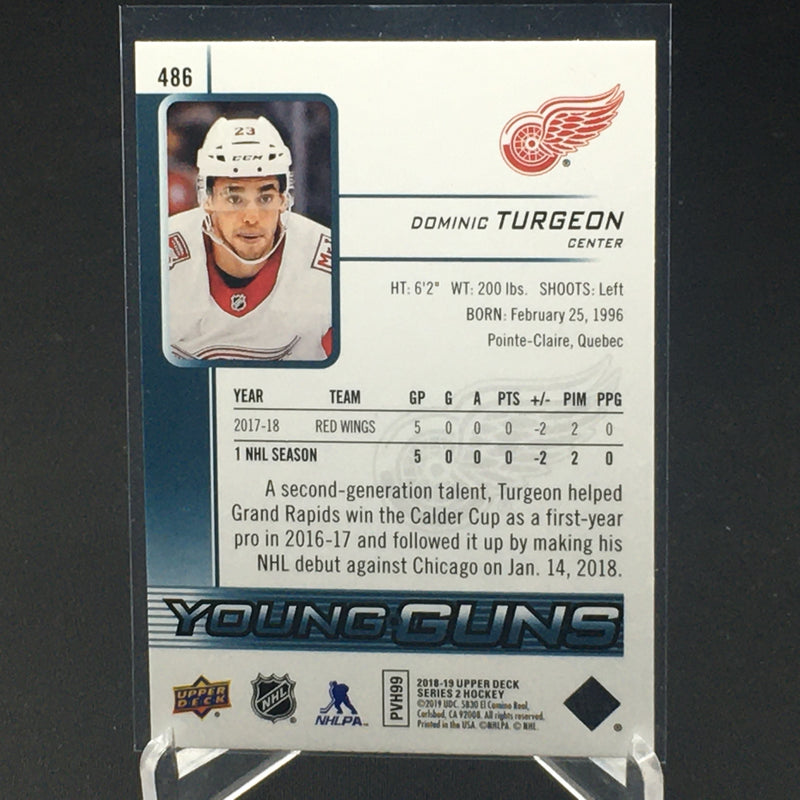 486
23
CCM
DOMINIC TURGEON
CENTER
HT: 6'2" WT: 200 lbs. SHOOTS: Left
BORN: February 25, 1996
Pointe-Claire, Quebec
YEAR TEAM GP G A PTS +/- PIM PPG
2017-18 RED WINGS 5 0 0 0 -2 2 0
1 NHL SEASON 5 0 0 0 -2 2 0
A second-generation talent, Turgeon helped
Grand Rapids win the Calder Cup as a first-year
pro in 2016-17 and followed it up by making his
NHL debut against Chicago on Jan. 14, 2018.
YOUNG GUNS
UPPER
DECK
NHL
NHLPA
PVH99
2018-19 UPPER DECK
SERIES 2 HOCKEY
©2019 UDC. 5830 El Camino Real,
Carlsbad, CA 92008. All rights reserved.
Printed in the USA. ©NHLPA. © NHL.